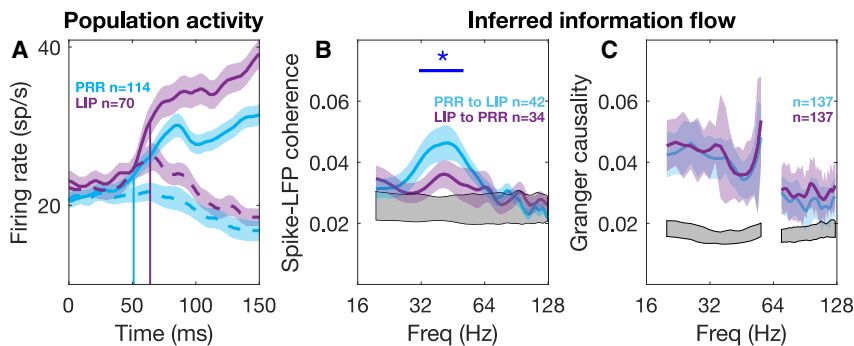 Population activity
Inferred information flow
A
Firing rate (sp/s)
40
20
PRR n=114
LIP n=70
0
50
100
150
Time (ms)
B
Spike-LFP coherence
0.06
0.04
0.02
*
PRR to LIP n=42
LIP to PRR n=34
16
32
64
128
Freq (Hz)
C
Granger causality
0.06
0.04
0.02
n=137
n=137
16
32
64
128
Freq (Hz)